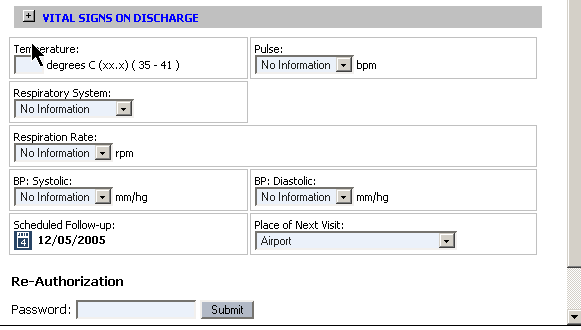 + VITAL SIGNS ON DISCHARGE
Temperature: Pulse:
degrees C (xx.x) ( 35 - 41 ) No Information bpm
Respiratory System:
No Information
Respiration Rate:
No Information rpm
BP: Systolic: BP: Diastolic:
No Information mm/hg No Information mm/hg
Scheduled Follow-up: Place of Next Visit:
4 12/05/2005 Airport
Re-Authorization
Password: Submit